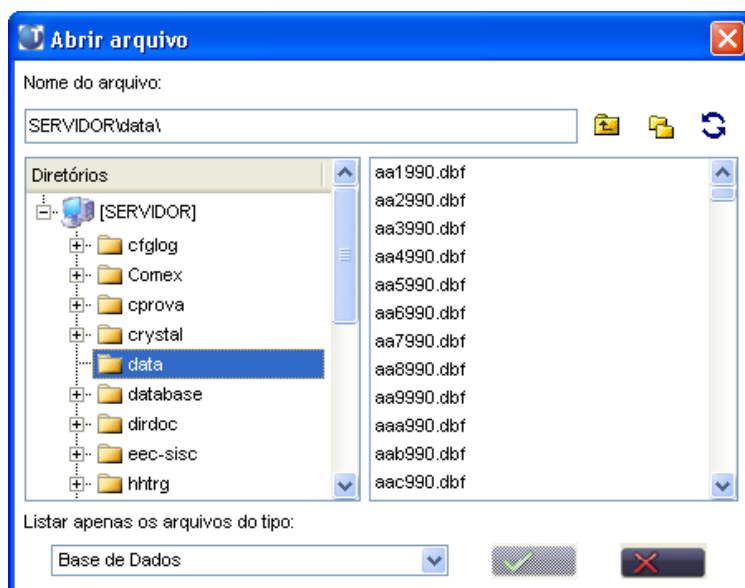 Abrir arquivo
Nome do arquivo:
SERVIDOR\data\
Diretórios
[SERVIDOR]
cfglog
Comex
cprova
crystal
data
database
dirdoc
eec-sisc
hhtrg
aa1990.dbf
aa2990.dbf
aa3990.dbf
aa4990.dbf
aa5990.dbf
aa6990.dbf
aa7990.dbf
aa8990.dbf
aa9990.dbf
aaa990.dbf
aab990.dbf
aac990.dbf
Listar apenas os arquivos do tipo:
Base de Dados